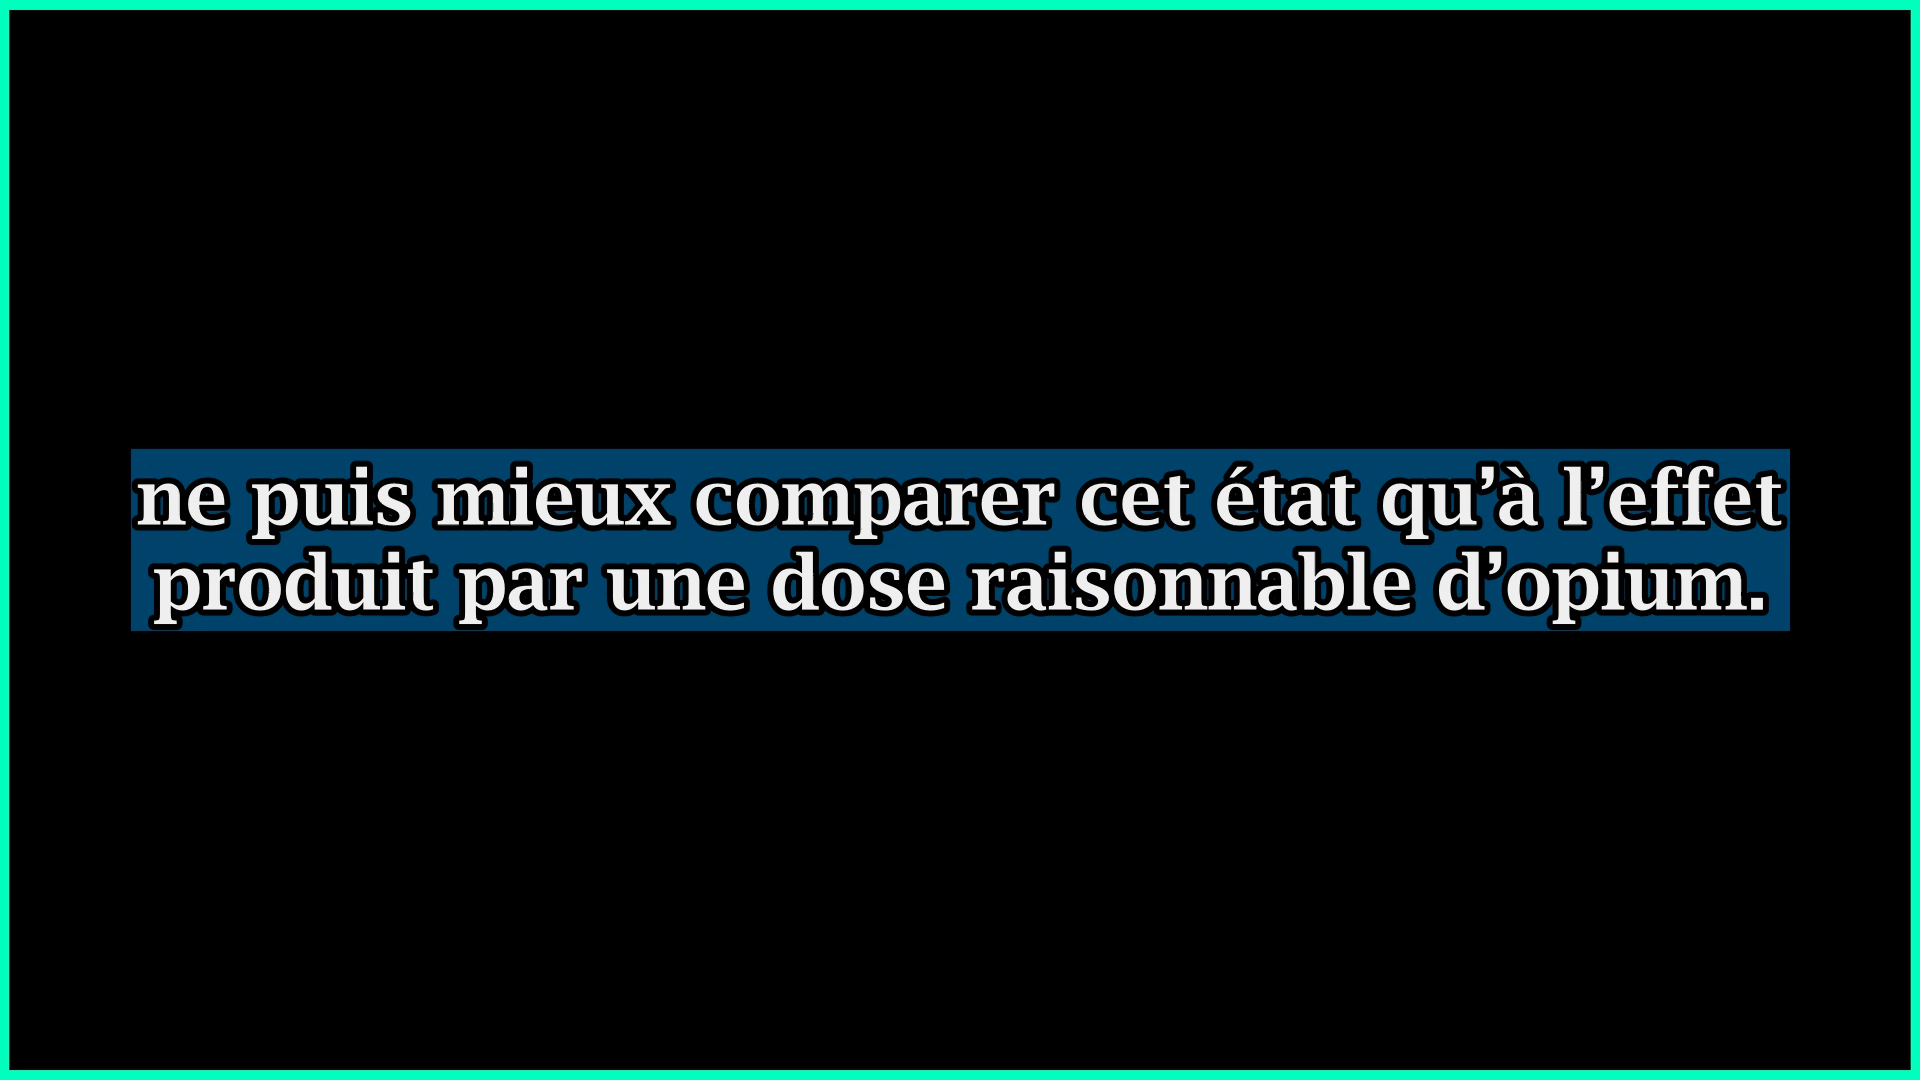 ne puis mieux comparer cet état qu’à l’effet
produit par une dose raisonnable d’opium.